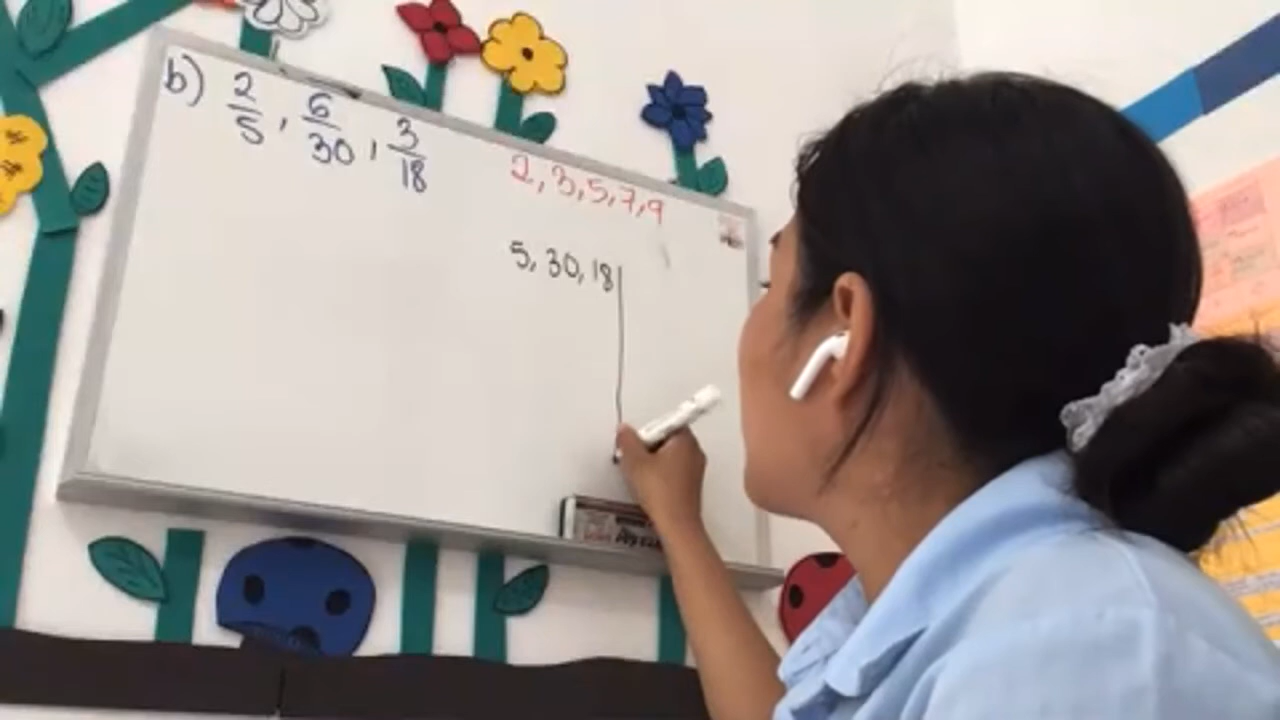 b) 2/5, 6/30, 3/18
2,3,5,7,9
5, 30, 18